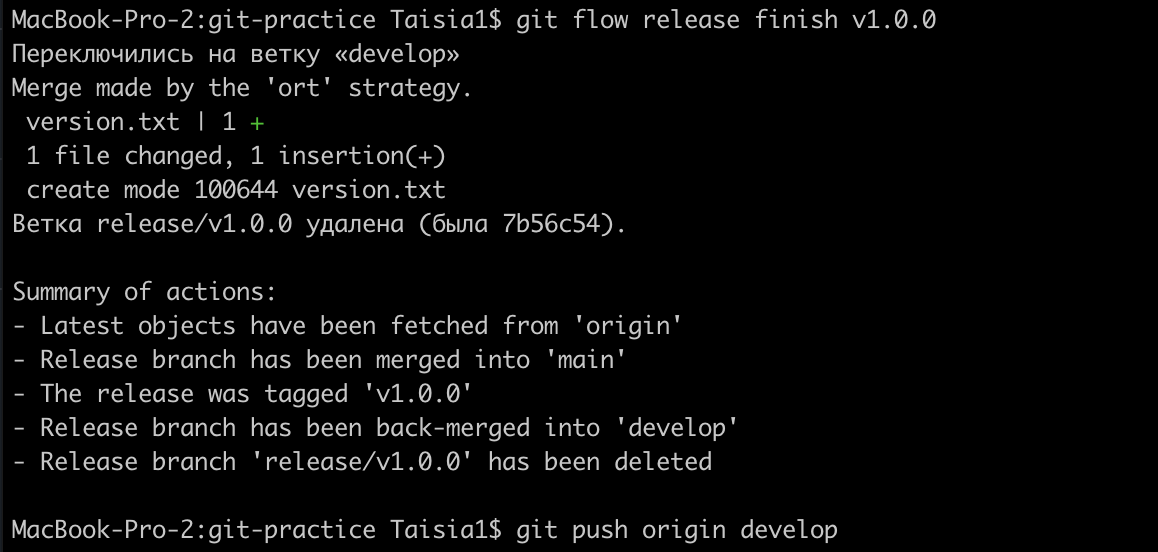 MacBook-Pro-2:git-practice Taisia1$ git flow release finish v1.0.0
Переключились на ветку «develop»
Merge made by the 'ort' strategy.
 version.txt | 1 +
 1 file changed, 1 insertion(+)
 create mode 100644 version.txt
Ветка release/v1.0.0 удалена (была 7b56c54).

Summary of actions:
- Latest objects have been fetched from 'origin'
- Release branch has been merged into 'main'
- The release was tagged 'v1.0.0'
- Release branch has been back-merged into 'develop'
- Release branch 'release/v1.0.0' has been deleted

MacBook-Pro-2:git-practice Taisia1$ git push origin develop